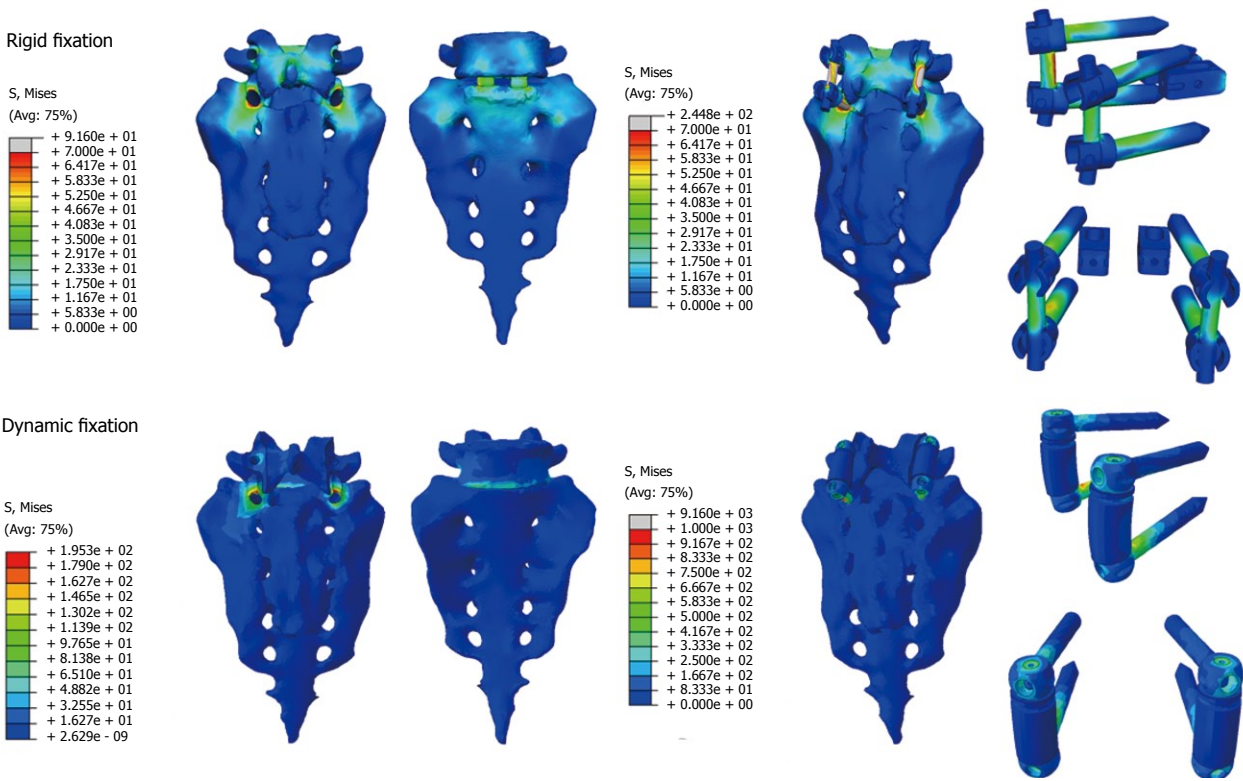 Rigid fixation
S, Mises
(Avg: 75%)
+ 9.160e + 01
+ 7.000e + 01
+ 6.417e + 01
+ 5.833e + 01
+ 5.250e + 01
+ 4.667e + 01
+ 4.083e + 01
+ 3.500e + 01
+ 2.917e + 01
+ 2.333e + 01
+ 1.750e + 01
+ 1.167e + 01
+ 5.833e + 00
+ 0.000e + 00
S, Mises
(Avg: 75%)
+ 2.448e + 02
+ 7.000e + 01
+ 6.417e + 01
+ 5.833e + 01
+ 5.250e + 01
+ 4.667e + 01
+ 4.083e + 01
+ 3.500e + 01
+ 2.917e + 01
+ 2.333e + 01
+ 1.750e + 01
+ 1.167e + 01
+ 5.833e + 00
+ 0.000e + 00
Dynamic fixation
S, Mises
(Avg: 75%)
+ 1.953e + 02
+ 1.790e + 02
+ 1.627e + 02
+ 1.465e + 02
+ 1.302e + 02
+ 1.139e + 02
+ 9.765e + 01
+ 8.138e + 01
+ 6.510e + 01
+ 4.882e + 01
+ 3.255e + 01
+ 1.627e + 01
+ 2.629e - 09
S, Mises
(Avg: 75%)
+ 9.160e + 03
+ 1.000e + 03
+ 9.167e + 02
+ 8.333e + 02
+ 7.500e + 02
+ 6.667e + 02
+ 5.833e + 02
+ 5.000e + 02
+ 4.167e + 02
+ 3.333e + 02
+ 2.500e + 02
+ 1.667e + 02
+ 8.333e + 01
+ 0.000e + 00